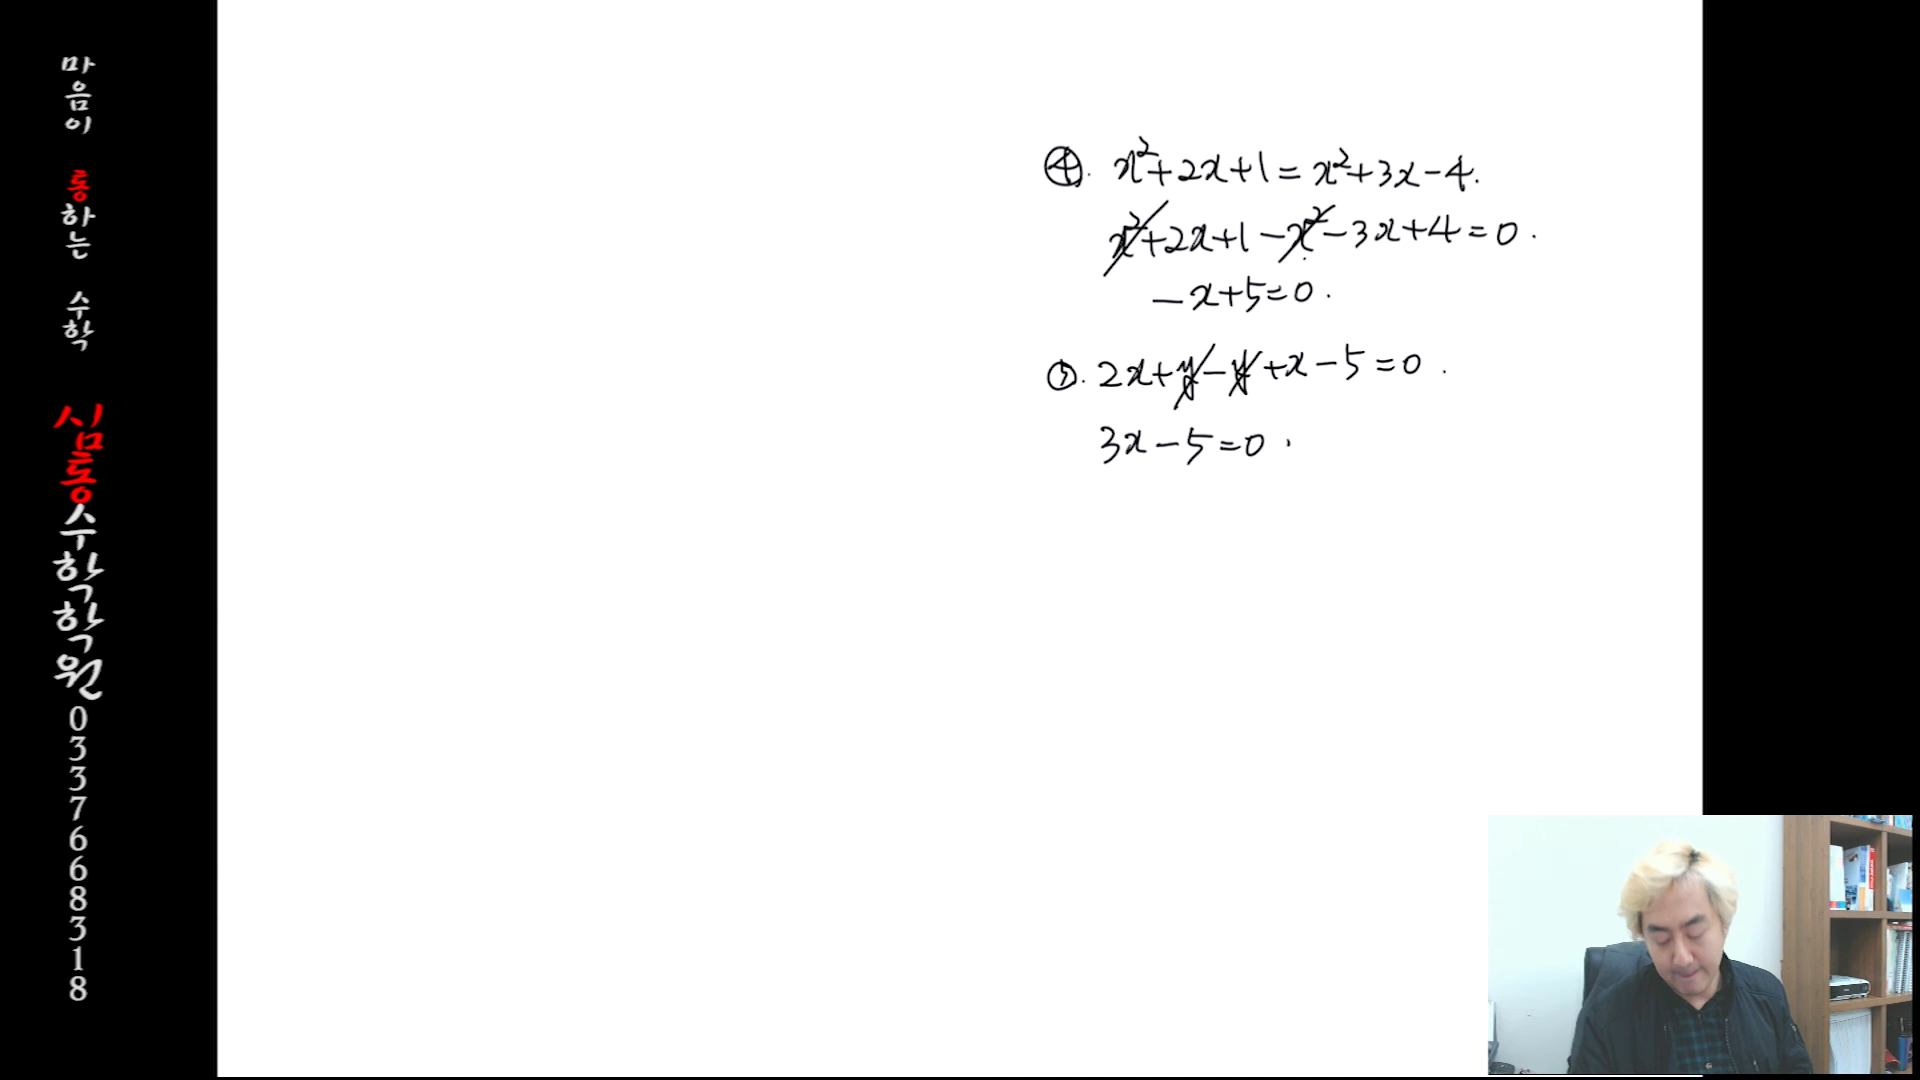 마음이 통하는 수학
심통수학학원
0337668318
④. x²+2x+1=x²+3x-4.
x²+2x+1-x²-3x+4=0.
-x+5=0.
⑤. 2x+y-y+x-5=0.
3x-5=0.